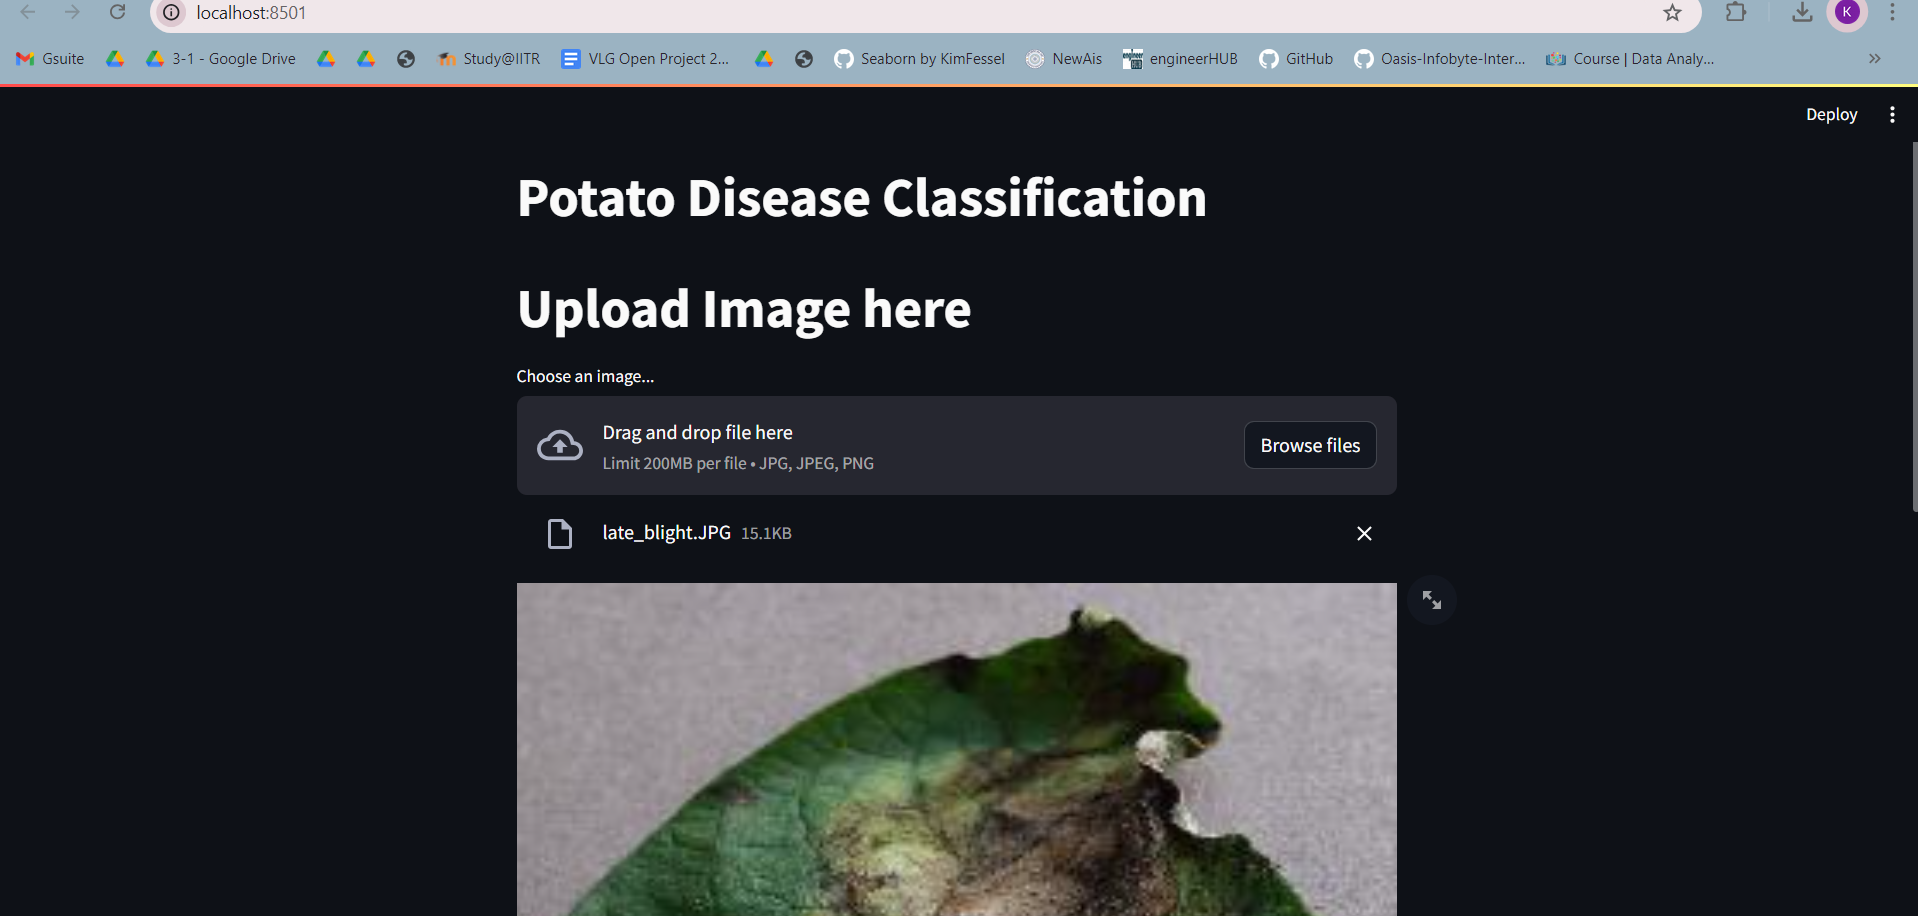 localhost:8501
K
Gsuite
3-1 - Google Drive
Study@IITR
VLG Open Project 2...
Seaborn by KimFessel
NewAis
engineerHUB
GitHub
Oasis-Infobyte-Inter...
Course | Data Analy...
Deploy
Potato Disease Classification
Upload Image here
Choose an image...
Drag and drop file here
Limit 200MB per file • JPG, JPEG, PNG
Browse files
late_blight.JPG 15.1KB